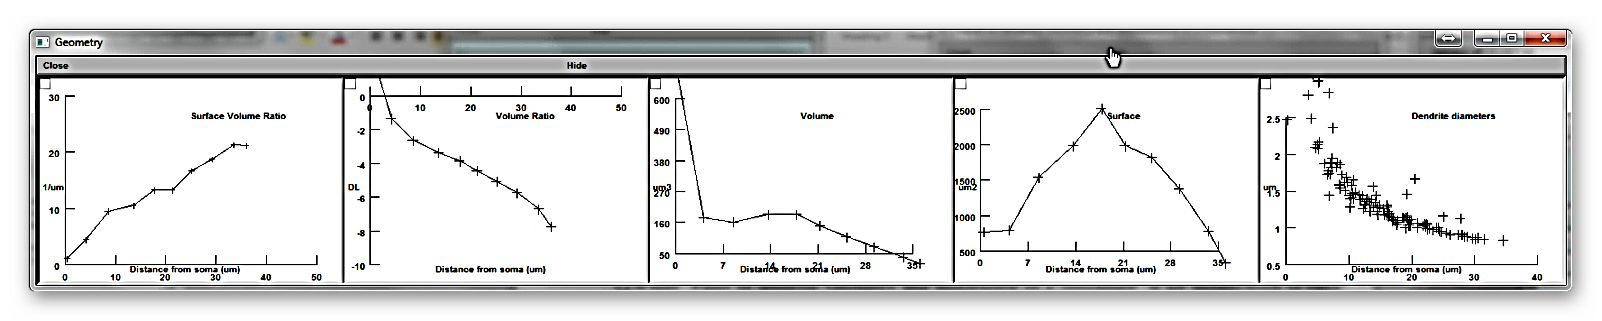 Geometry
Close Hide
Surface Volume Ratio
30
20
1/um
10
0
0 10 20 30 40 50
Distance from soma (um)
Volume Ratio
0
0 10 20 30 40 50
-2
-4
DL
-6
-8
-10
Distance from soma (um)
Volume
600
490
380
um3
270
160
50
0 7 14 21 28 35
Distance from soma (um)
Surface
2500
2000
1500
um2
1000
500
0 7 14 21 28 35
Distance from soma (um)
Dendrite diameters
2.5
2
um
1.5
1
0.5
0 10 20 30 40
Distance from soma (um)